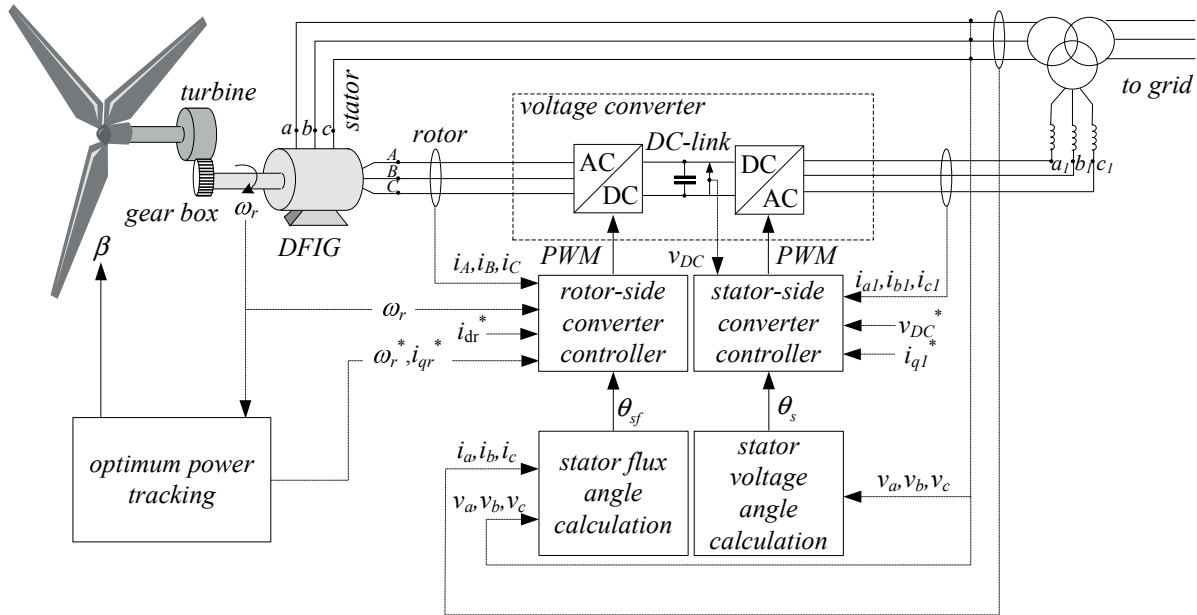 to grid
turbine
a b c
stator
voltage converter
rotor
DC-link
A
B
C
AC
DC
DC
AC
a1 b1 c1
gear box
ωr
DFIG
β
PWM
vDC
PWM
iA,iB,iC
ia1,ib1,ic1
rotor-side
converter
controller
stator-side
converter
controller
ωr
idr*
ωr*,iqr*
vDC*
iq1*
θsf
θs
optimum power
tracking
ia,ib,ic
va,vb,vc
stator flux
angle
calculation
stator
voltage
angle
calculation
va,vb,vc